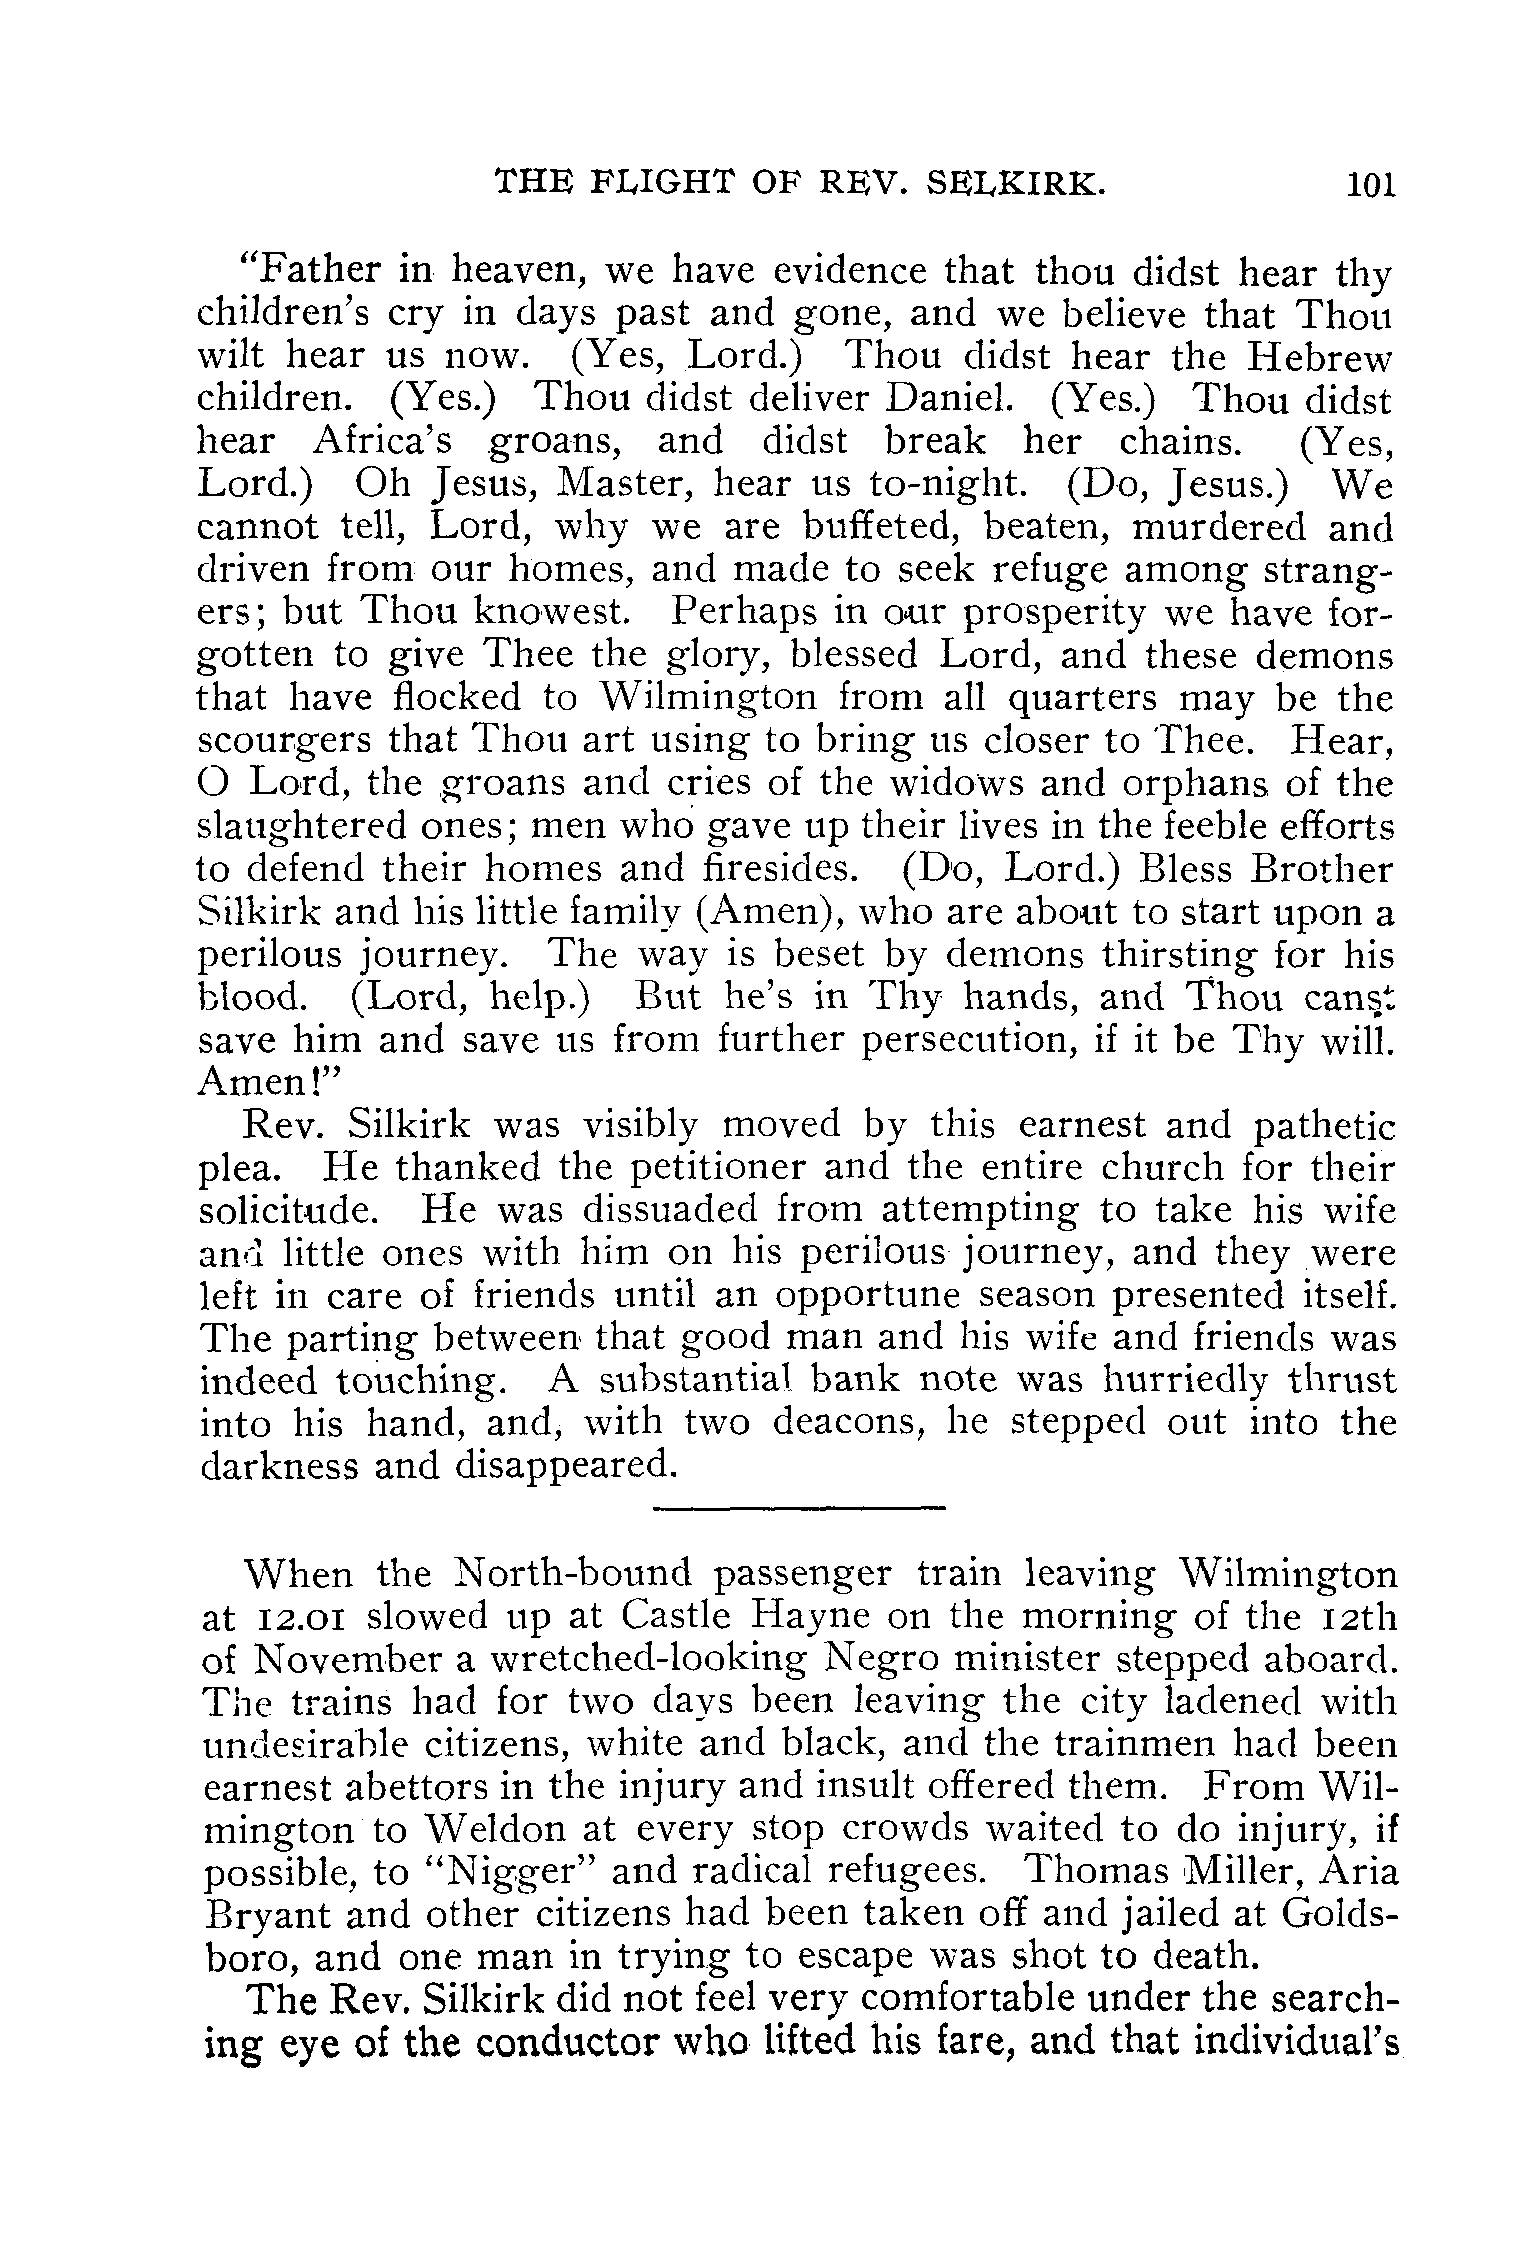 THE FLIGHT OF REV. SELKIRK. 101
“Father in heaven, we have evidence that thou didst hear thy
children’s cry in days past and gone, and we believe that Thou
wilt hear us now. (Yes, Lord.) Thou didst hear the Hebrew
children. (Yes.) Thou didst deliver Daniel. (Yes.) Thou didst
hear Africa’s groans, and didst break her chains. (Yes,
Lord.) Oh Jesus, Master, hear us to-night. (Do, Jesus.) We
cannot tell, Lord, why we are buffeted, beaten, murdered and
driven from our homes, and made to seek refuge among strang-
ers; but Thou knowest. Perhaps in our prosperity we have for-
gotten to give Thee the glory, blessed Lord, and these demons
that have flocked to Wilmington from all quarters may be the
scourgers that Thou art using to bring us closer to Thee. Hear,
O Lord, the groans and cries of the widows and orphans of the
slaughtered ones; men who gave up their lives in the feeble efforts
to defend their homes and firesides. (Do, Lord.) Bless Brother
Silkirk and his little family (Amen), who are about to start upon a
perilous journey. The way is beset by demons thirsting for his
blood. (Lord, help.) But he’s in Thy hands, and Thou canst
save him and save us from further persecution, if it be Thy will.
Amen!”
Rev. Silkirk was visibly moved by this earnest and pathetic
plea. He thanked the petitioner and the entire church for their
solicitude. He was dissuaded from attempting to take his wife
and little ones with him on his perilous journey, and they were
left in care of friends until an opportune season presented itself.
The parting between that good man and his wife and friends was
indeed touching. A substantial bank note was hurriedly thrust
into his hand, and, with two deacons, he stepped out into the
darkness and disappeared.
When the North-bound passenger train leaving Wilmington
at 12.01 slowed up at Castle Hayne on the morning of the 12th
of November a wretched-looking Negro minister stepped aboard.
The trains had for two days been leaving the city ladened with
undesirable citizens, white and black, and the trainmen had been
earnest abettors in the injury and insult offered them. From Wil-
mington to Weldon at every stop crowds waited to do injury, if
possible, to “Nigger” and radical refugees. Thomas Miller, Aria
Bryant and other citizens had been taken off and jailed at Golds-
boro, and one man in trying to escape was shot to death.
The Rev. Silkirk did not feel very comfortable under the search-
ing eye of the conductor who lifted his fare, and that individual’s